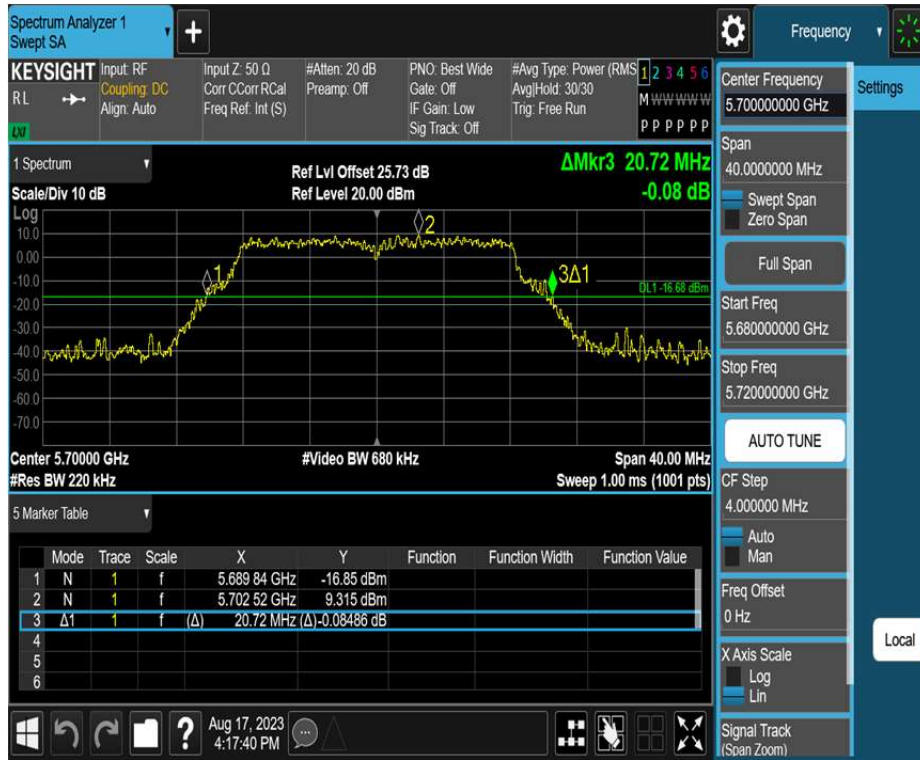 Spectrum Analyzer 1
Swept SA
+
Frequency
KEYSIGHT
RL
LXI
Input: RF
Coupling: DC
Align: Auto
Input Z: 50 Ω
Corr CCorr RCal
Freq Ref: Int (S)
#Atten: 20 dB
Preamp: Off
PNO: Best Wide
Gate: Off
IF Gain: Low
Sig Track: Off
#Avg Type: Power (RMS
Avg|Hold: 30/30
Trig: Free Run
1 2 3 4 5 6
M W W W W W
P P P P P P
1 Spectrum
Scale/Div 10 dB
Ref Lvl Offset 25.73 dB
Ref Level 20.00 dBm
ΔMkr3 20.72 MHz
-0.08 dB
Log
10.0
0.00
-10.0
-20.0
-30.0
-40.0
-50.0
-60.0
-70.0
1
2
3Δ1
DL1 -16.68 dBm
Center 5.70000 GHz
#Video BW 680 kHz
Span 40.00 MHz
#Res BW 220 kHz
Sweep 1.00 ms (1001 pts)
5 Marker Table
Mode Trace Scale X Y Function Function Width Function Value
1 N 1 f 5.689 84 GHz -16.85 dBm
2 N 1 f 5.702 52 GHz 9.315 dBm
3 Δ1 1 f (Δ) 20.72 MHz (Δ) -0.08486 dB
4
5
6
?
Aug 17, 2023
4:17:40 PM
Center Frequency
5.700000000 GHz
Settings
Span
40.0000000 MHz
Swept Span
Zero Span
Full Span
Start Freq
5.680000000 GHz
Stop Freq
5.720000000 GHz
AUTO TUNE
CF Step
4.000000 MHz
Auto
Man
Freq Offset
0 Hz
Local
X Axis Scale
Log
Lin
Signal Track
(Span Zoom)